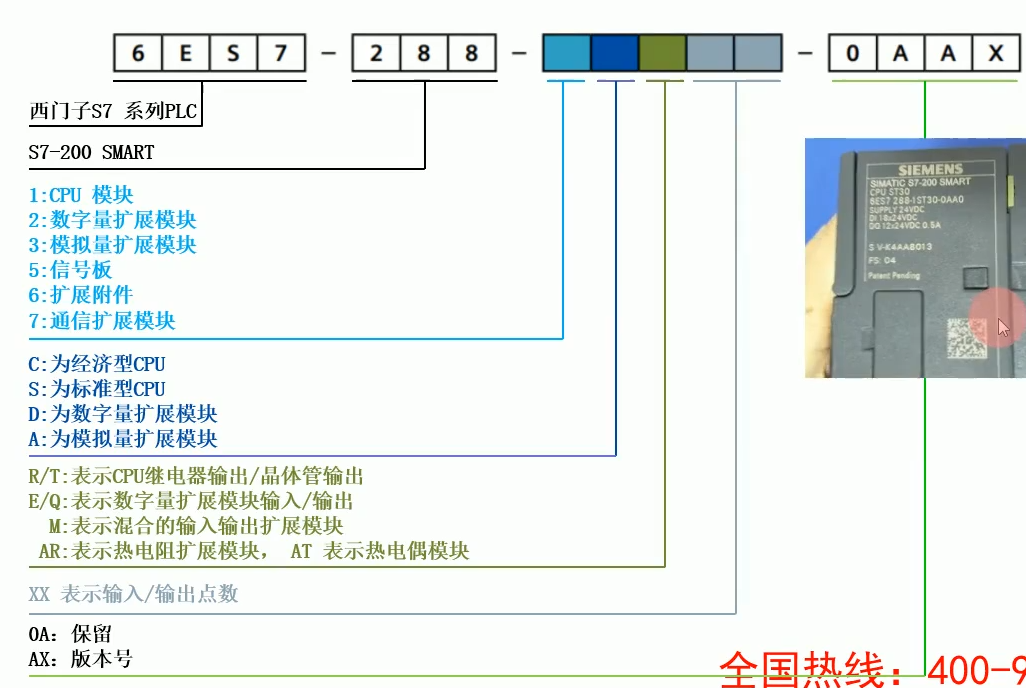 6 E S 7 - 2 8 8 - - 0 A A X
西门子S7 系列PLC
S7-200 SMART
1:CPU 模块
2:数字量扩展模块
3:模拟量扩展模块
5:信号板
6:扩展附件
7:通信扩展模块
C:为经济型CPU
S:为标准型CPU
D:为数字量扩展模块
A:为模拟量扩展模块
R/T:表示CPU继电器输出/晶体管输出
E/Q:表示数字量扩展模块输入/输出
M:表示混合的输入输出扩展模块
AR:表示热电阻扩展模块, AT 表示热电偶模块
XX 表示输入/输出点数
0A: 保留
AX: 版本号
SIEMENS
SIMATIC S7-200 SMART
CPU ST30
6ES7 288-1ST30-0AA0
SUPPLY 24VDC
DI 18x24VDC
DQ 12x24VDC 0.5A
S V-K4AA8013
FS: 04
Patent Pending
全国热线: 400-9